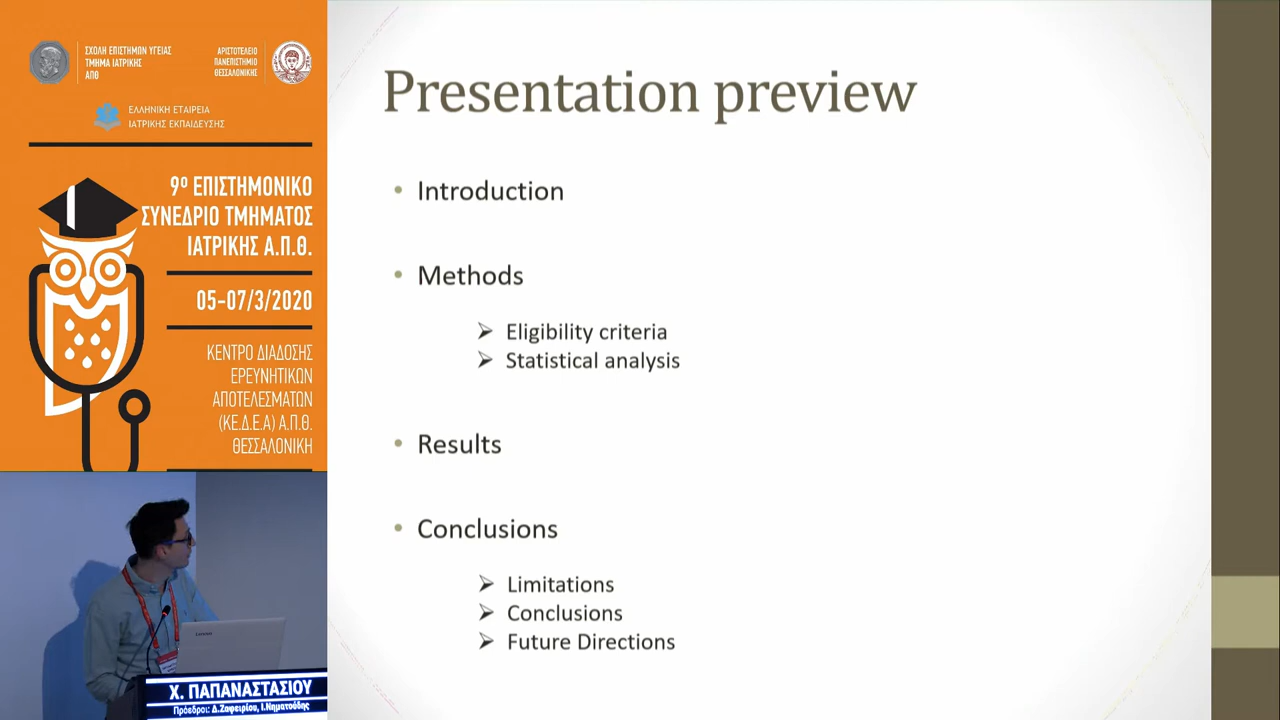 ΣΧΟΛΗ ΕΠΙΣΤΗΜΩΝ ΥΓΕΙΑΣ
ΤΜΗΜΑ ΙΑΤΡΙΚΗΣ
ΑΠΘ
ΑΡΙΣΤΟΤΕΛΕΙΟ
ΠΑΝΕΠΙΣΤΗΜΙΟ
ΘΕΣΣΑΛΟΝΙΚΗΣ
ΕΛΛΗΝΙΚΗ ΕΤΑΙΡΕΙΑ
ΙΑΤΡΙΚΗΣ ΕΚΠΑΙΔΕΥΣΗΣ
9ο ΕΠΙΣΤΗΜΟΝΙΚΟ
ΣΥΝΕΔΡΙΟ ΤΜΗΜΑΤΟΣ
ΙΑΤΡΙΚΗΣ Α.Π.Θ.
05-07/3/2020
ΚΕΝΤΡΟ ΔΙΑΔΟΣΗΣ
ΕΡΕΥΝΗΤΙΚΩΝ
ΑΠΟΤΕΛΕΣΜΑΤΩΝ
(ΚΕ.Δ.Ε.Α) Α.Π.Θ.
ΘΕΣΣΑΛΟΝΙΚΗ
Lenovo
Χ. ΠΑΠΑΝΑΣΤΑΣΙΟΥ
Πρόεδροι: Δ.Ζαφειρίου, Ι.Νηματούδης
Presentation preview
• Introduction
• Methods
➢ Eligibility criteria
➢ Statistical analysis
• Results
• Conclusions
➢ Limitations
➢ Conclusions
➢ Future Directions